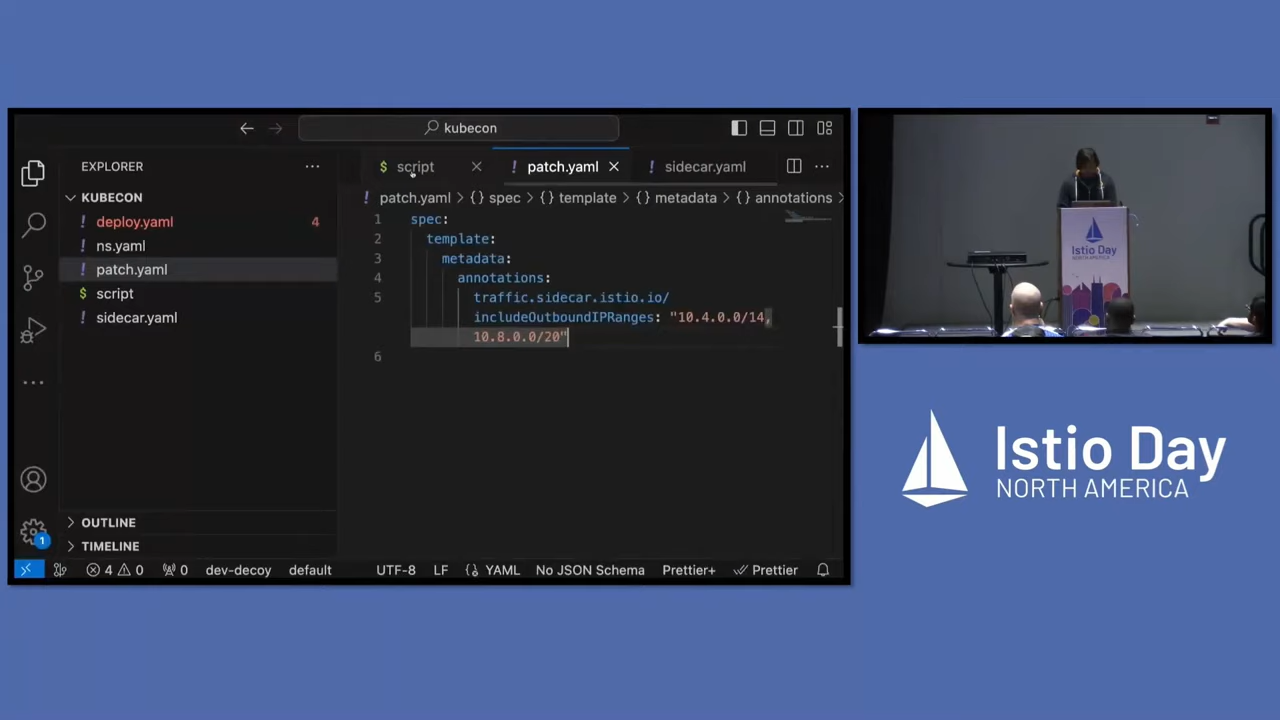 kubecon
EXPLORER
KUBECON
deploy.yaml 4
ns.yaml
patch.yaml
script
sidecar.yaml
OUTLINE
TIMELINE
script
patch.yaml
sidecar.yaml
patch.yaml > {} spec > {} template > {} metadata > {} annotations >
1 spec:
2 template:
3 metadata:
4 annotations:
5 traffic.sidecar.istio.io/
includeOutboundIPRanges: "10.4.0.0/14,
10.8.0.0/20"
6
1
4 0 0 dev-decoy default UTF-8 LF YAML No JSON Schema Prettier+ Prettier
Istio Day
NORTH AMERICA
Istio Day
NORTH AMERICA